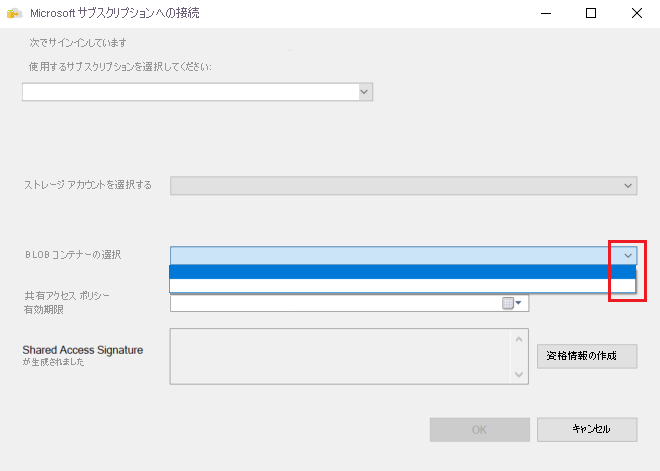 Microsoft サブスクリプションへの接続
次でサインインしています
使用するサブスクリプションを選択してください:
ストレージ アカウントを選択する
BLOB コンテナーの選択
共有アクセス ポリシー
有効期限
Shared Access Signature
が生成されました
資格情報の作成
OK
キャンセル